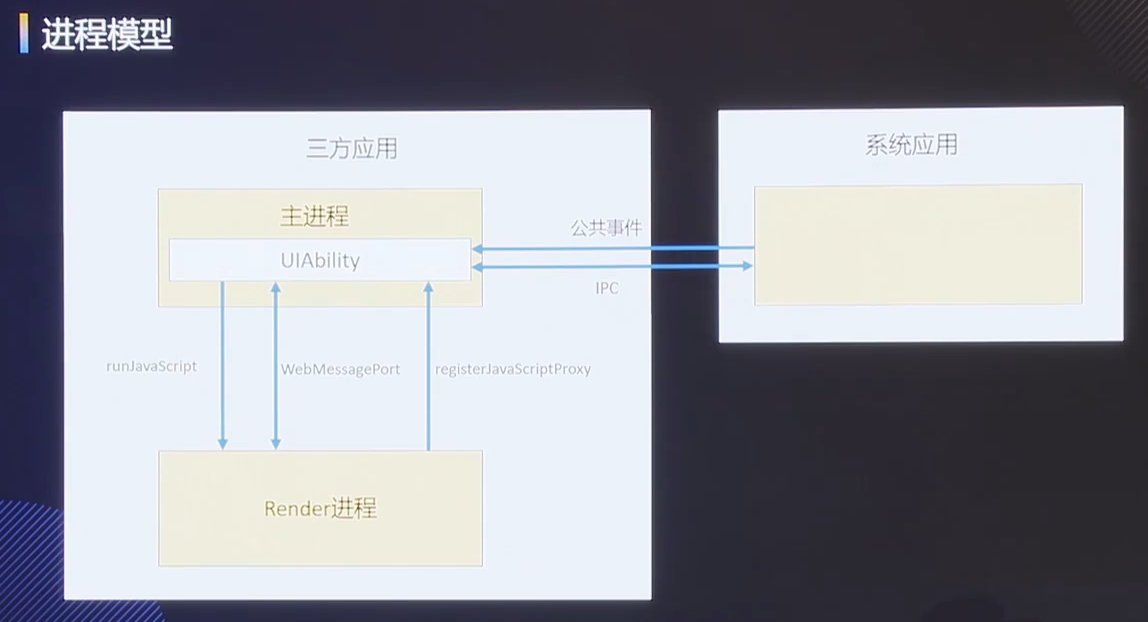 进程模型
三方应用
系统应用
主进程
UIAbility
公共事件
IPC
runJavaScript
WebMessagePort
registerJavaScriptProxy
Render进程